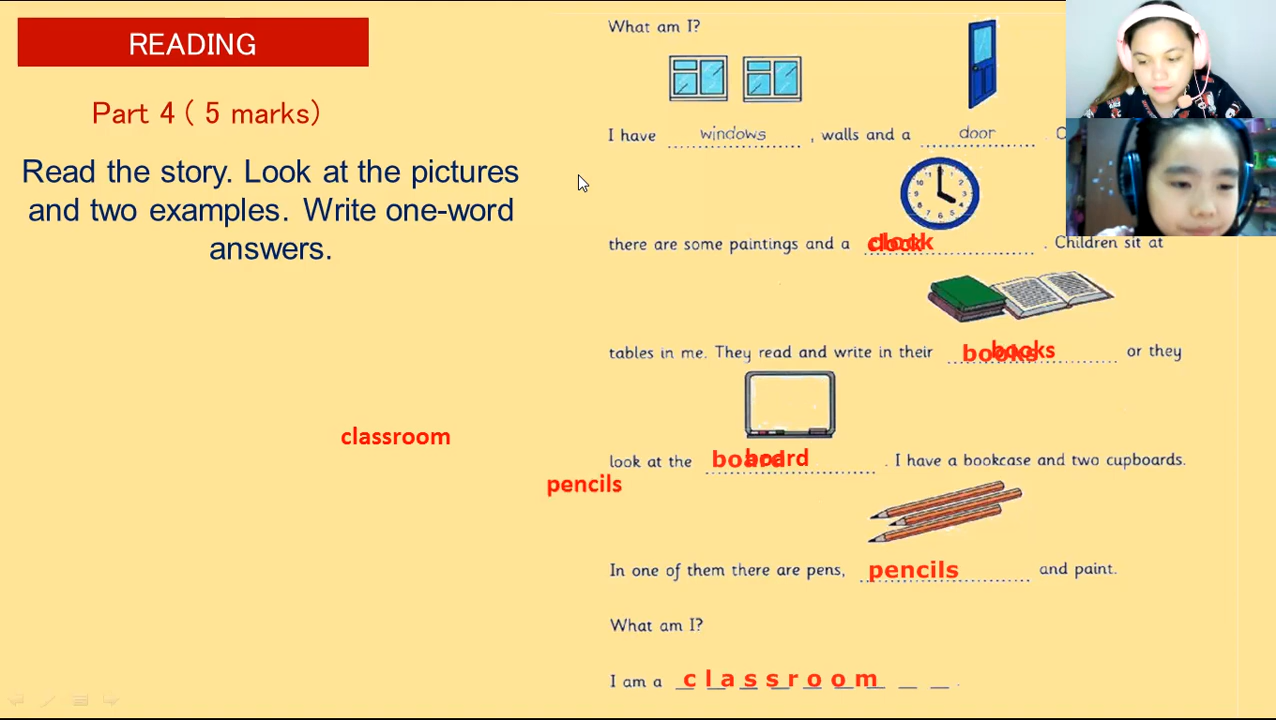 READING
Part 4 ( 5 marks)
Read the story. Look at the pictures
and two examples. Write one-word
answers.
classroom
pencils
What am I?
I have windows , walls and a door .
there are some paintings and a clock clock . Children sit at
tables in me. They read and write in their books books or they
look at the board board . I have a bookcase and two cupboards.
In one of them there are pens, pencils and paint.
What am I?
I am a c l a s s r o o m _ _ .